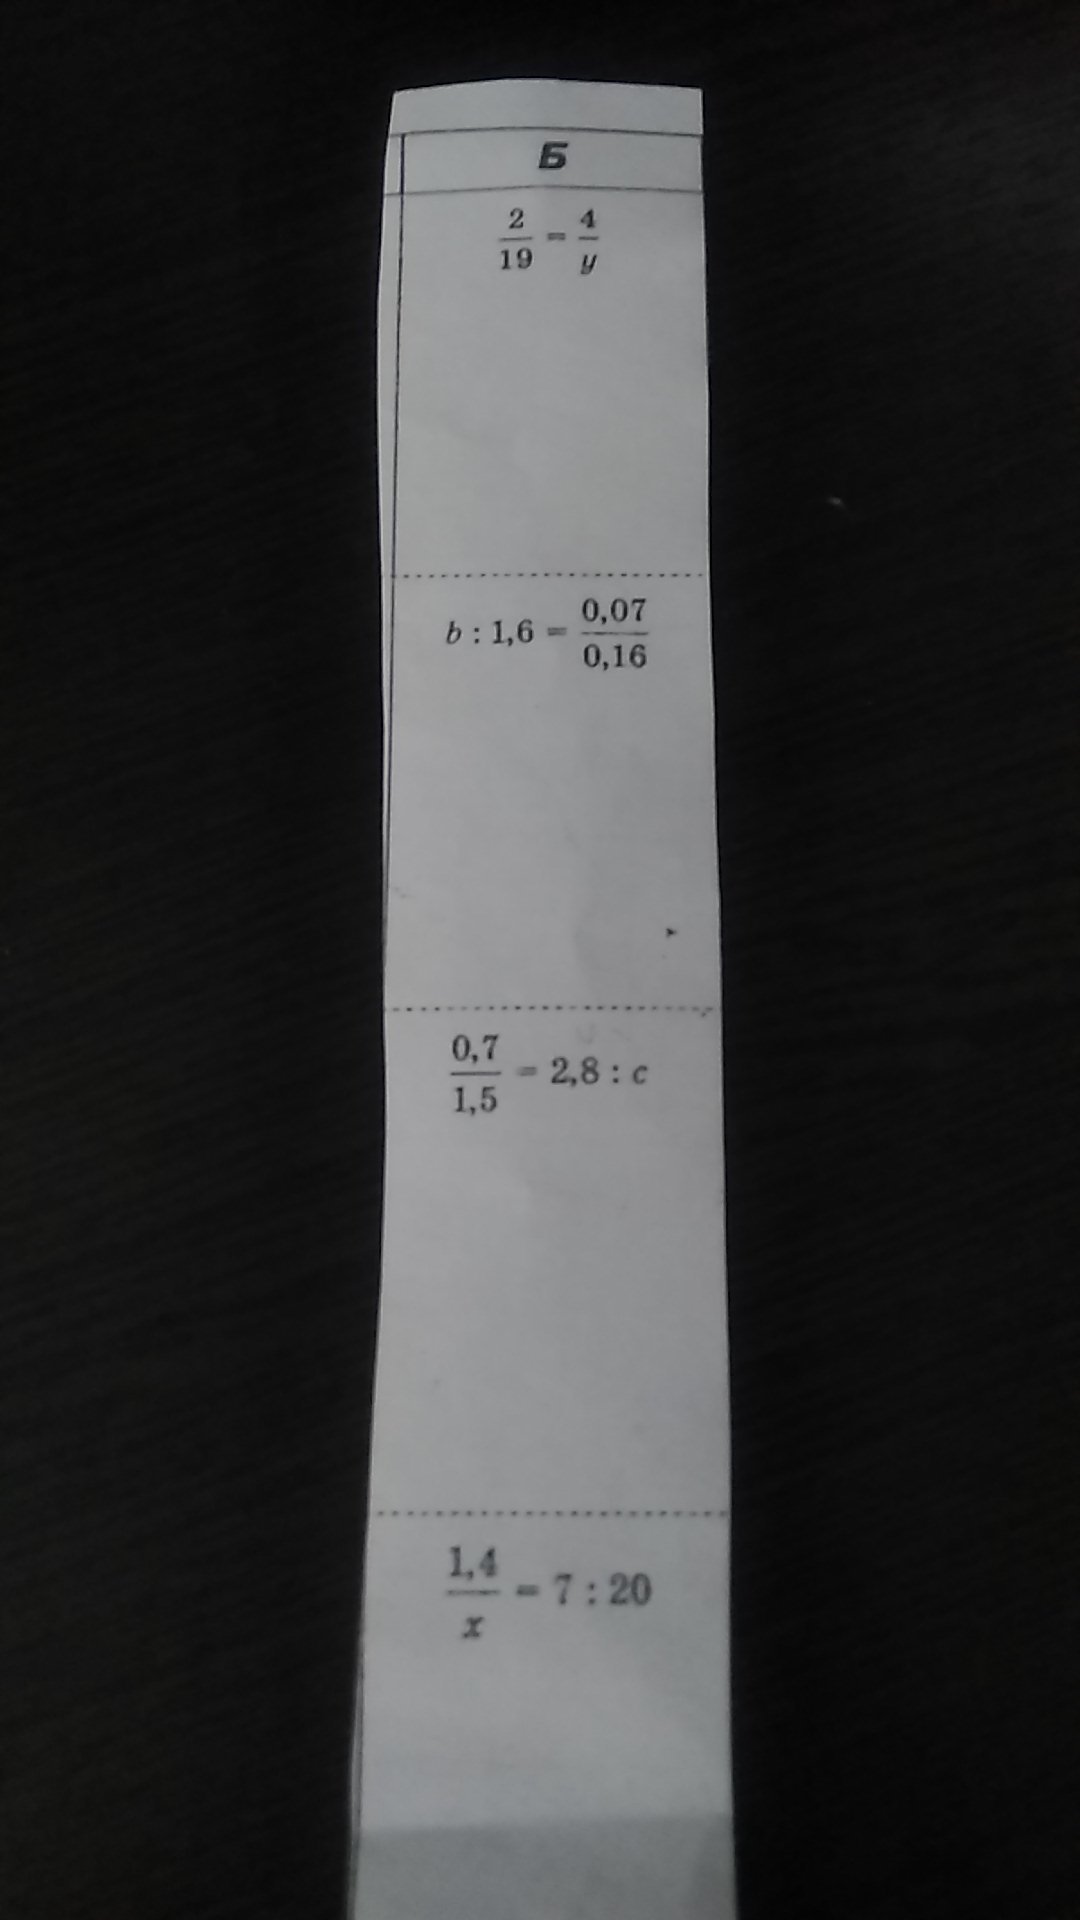 Б
2/19 = 4/y
b : 1,6 = 0,07/0,16
0,7/1,5 = 2,8 : c
1,4/x = 7 : 20